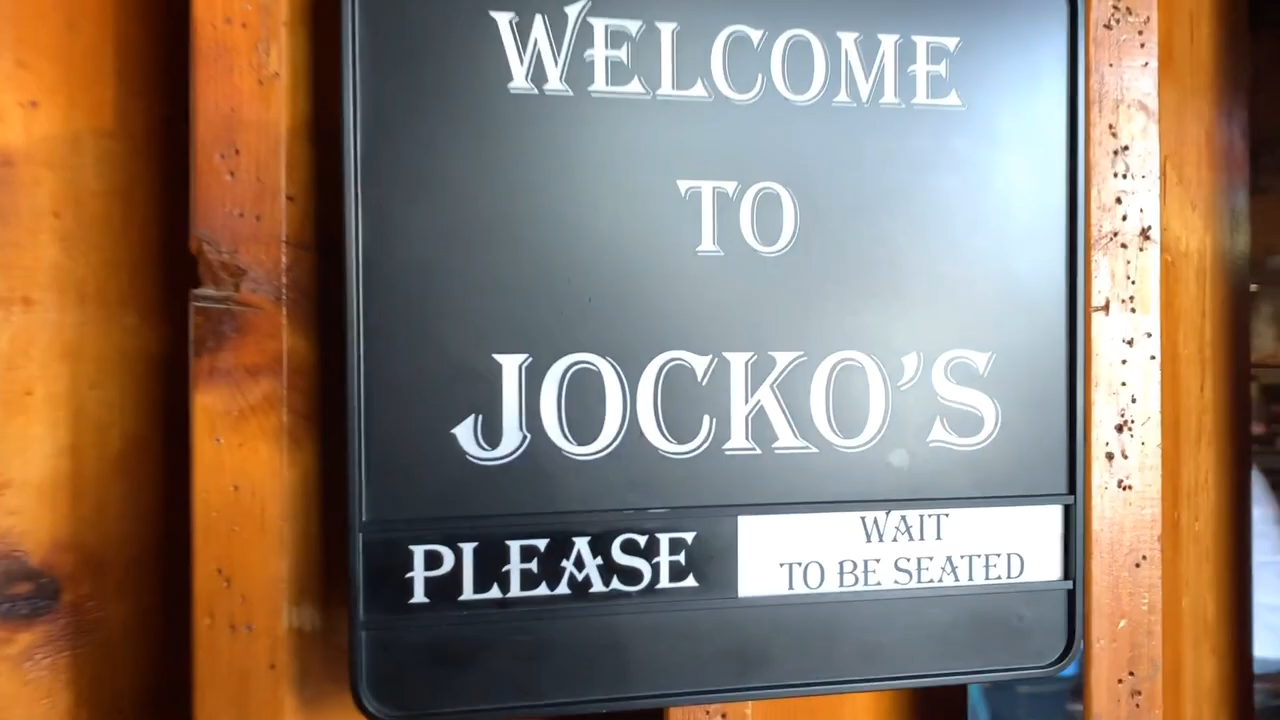 WELCOME
TO
JOCKO'S
PLEASE
WAIT
TO BE SEATED